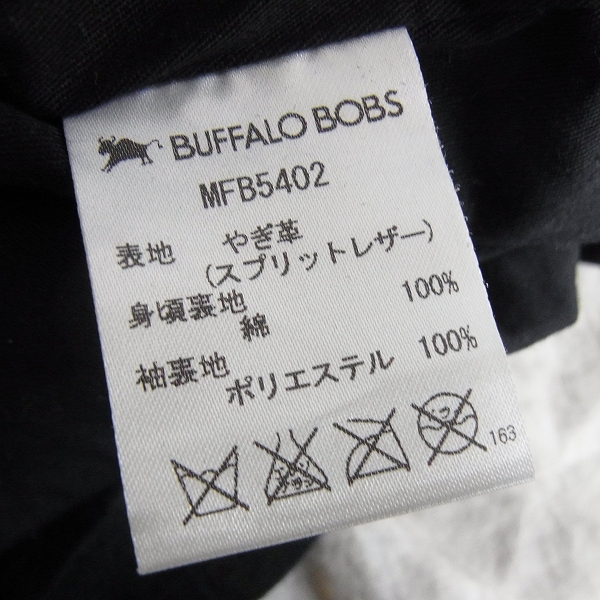 BUFFALO BOBS
MFB5402
表地 やぎ革
(スプリットレザー)
身頃裏地
綿 100%
袖裏地
ポリエステル 100%
163